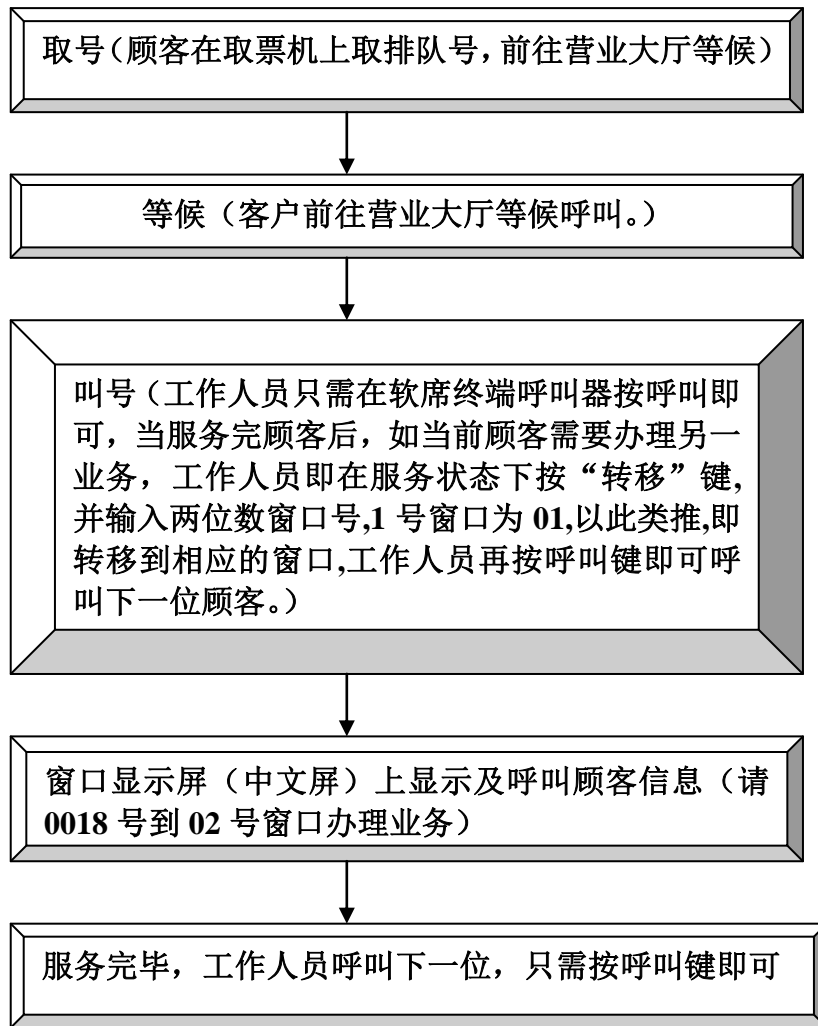 取号（顾客在取票机上取排队号，前往营业大厅等候）
等候（客户前往营业大厅等候呼叫。）
叫号（工作人员只需在软席终端呼叫器按呼叫即
可，当服务完顾客后，如当前顾客需要办理另一
业务，工作人员即在服务状态下按“转移”键,
并输入两位数窗口号,1 号窗口为 01,以此类推,即
转移到相应的窗口,工作人员再按呼叫键即可呼
叫下一位顾客。）
窗口显示屏（中文屏）上显示及呼叫顾客信息（请
0018 号到 02 号窗口办理业务）
服务完毕，工作人员呼叫下一位，只需按呼叫键即可